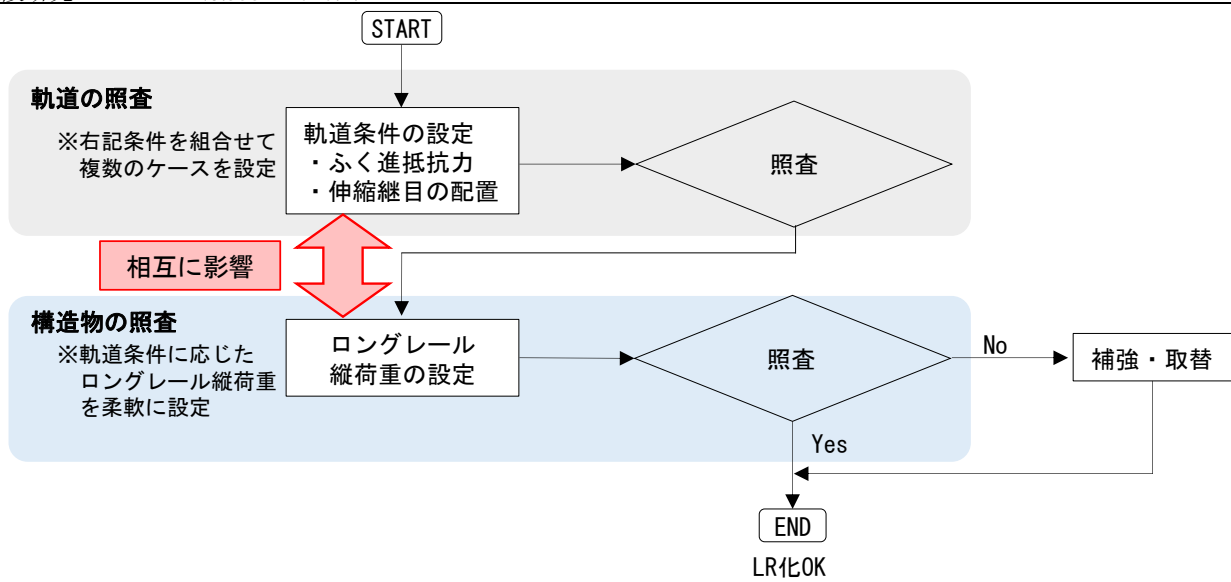 START
軌道の照査
※右記条件を組合せて
複数のケースを設定
軌道条件の設定
・ふく進抵抗力
・伸縮継目の配置
照査
相互に影響
構造物の照査
※軌道条件に応じた
ロングレール縦荷重
を柔軟に設定
ロングレール
縦荷重の設定
照査
No
補強・取替
Yes
END
LR化OK